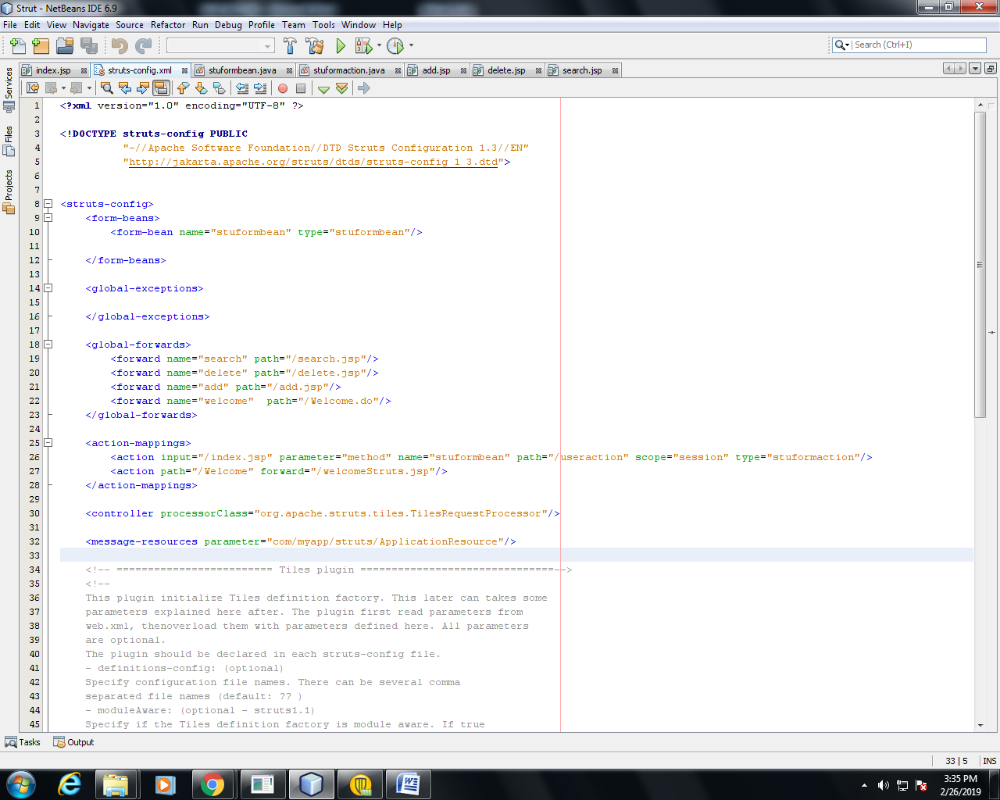 Strut - NetBeans IDE 6.9
File Edit View Navigate Source Refactor Run Debug Profile Team Tools Window Help
Search (Ctrl+I)
index.jsp struts-config.xml stuformbean.java stuformaction.java add.jsp delete.jsp search.jsp
Services
Files
Projects
1 <?xml version="1.0" encoding="UTF-8" ?>
2
3 <!DOCTYPE struts-config PUBLIC
4 "-//Apache Software Foundation//DTD Struts Configuration 1.3//EN"
5 "http://jakarta.apache.org/struts/dtds/struts-config_1_3.dtd">
6
7
8 <struts-config>
9 <form-beans>
10 <form-bean name="stuformbean" type="stuformbean"/>
11
12 </form-beans>
13
14 <global-exceptions>
15
16 </global-exceptions>
17
18 <global-forwards>
19 <forward name="search" path="/search.jsp"/>
20 <forward name="delete" path="/delete.jsp"/>
21 <forward name="add" path="/add.jsp"/>
22 <forward name="welcome"  path="/Welcome.do"/>
23 </global-forwards>
24
25 <action-mappings>
26 <action input="/index.jsp" parameter="method" name="stuformbean" path="/useraction" scope="session" type="stuformaction"/>
27 <action path="/Welcome" forward="/welcomeStruts.jsp"/>
28 </action-mappings>
29
30 <controller processorClass="org.apache.struts.tiles.TilesRequestProcessor"/>
31
32 <message-resources parameter="com/myapp/struts/ApplicationResource"/>
33
34 <!-- ========================= Tiles plugin ===============================-->
35 <!--
36 This plugin initialize Tiles definition factory. This later can takes some
37 parameters explained here after. The plugin first read parameters from
38 web.xml, thenoverload them with parameters defined here. All parameters
39 are optional.
40 The plugin should be declared in each struts-config file.
41 - definitions-config: (optional)
42 Specify configuration file names. There can be several comma
43 separated file names (default: ?? )
44 - moduleAware: (optional - struts1.1)
45 Specify if the Tiles definition factory is module aware. If true
Tasks Output
33 | 5 INS
3:35 PM
2/26/2019